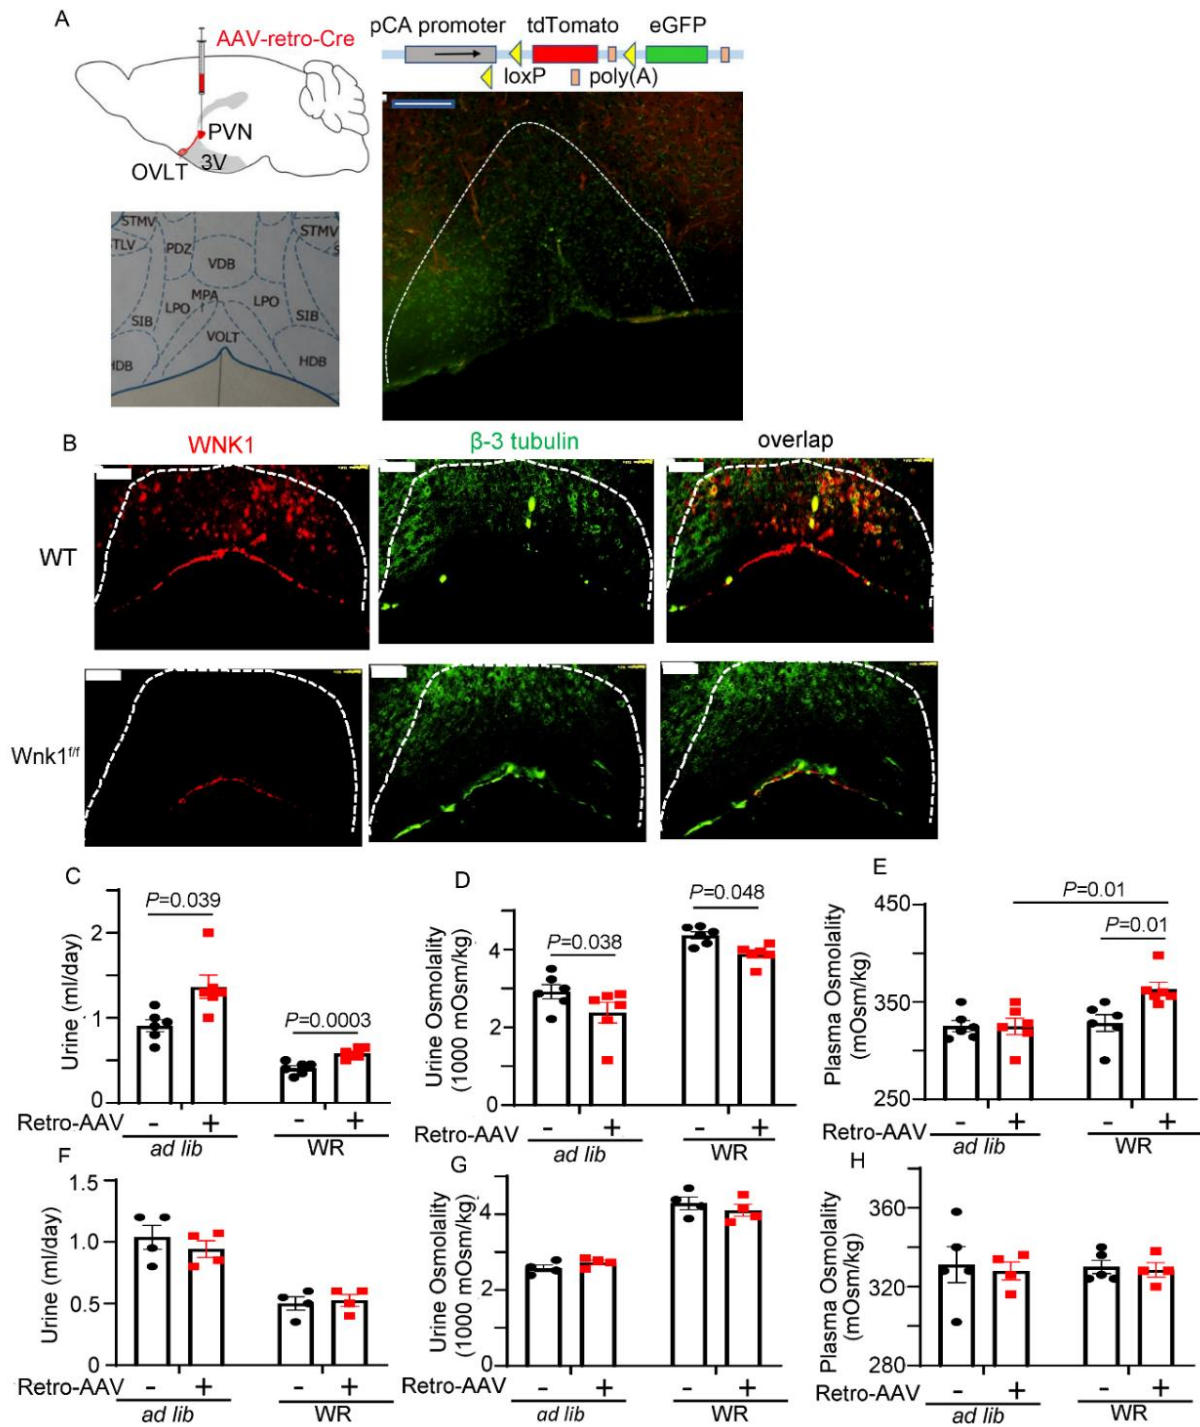 A
AAV-retro-Cre
PVN
OVLT
3V
pCA promoter tdTomato eGFP
loxP poly(A)
STMV STMV
STLV PDZ
VDB
MPA
LPO LPO
SIB SIB
VOLT
HDB HDB
B
WNK1 β-3 tubulin overlap
WT
Wnk1f/f
C
Urine (ml/day)
2
1
0
P=0.039
P=0.0003
Retro-AAV - + - +
ad lib WR
D
Urine Osmolality
(1000 mOsm/kg)
4
2
0
P=0.038
P=0.048
Retro-AAV - + - +
ad lib WR
E
Plasma Osmolality
(mOsm/kg)
450
350
250
P=0.01
P=0.01
Retro-AAV - + - +
ad lib WR
F
Urine (ml/day)
1.5
1.0
0.5
0
Retro-AAV - + - +
ad lib WR
G
Urine Osmolality
(1000 mOsm/kg)
4
2
0
Retro-AAV - + - +
ad lib WR
H
Plasma Osmolality
(mOsm/kg)
360
320
280
Retro-AAV - + - +
ad lib WR